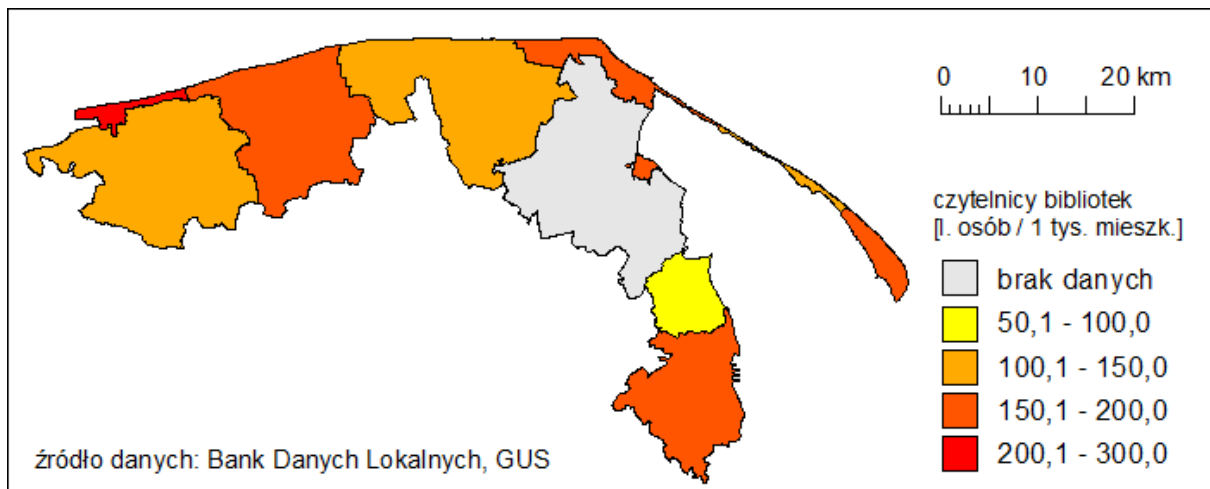 0 10 20 km
czytelnicy bibliotek
[l. osób / 1 tys. mieszk.]
brak danych
50,1 - 100,0
100,1 - 150,0
150,1 - 200,0
200,1 - 300,0
źródło danych: Bank Danych Lokalnych, GUS